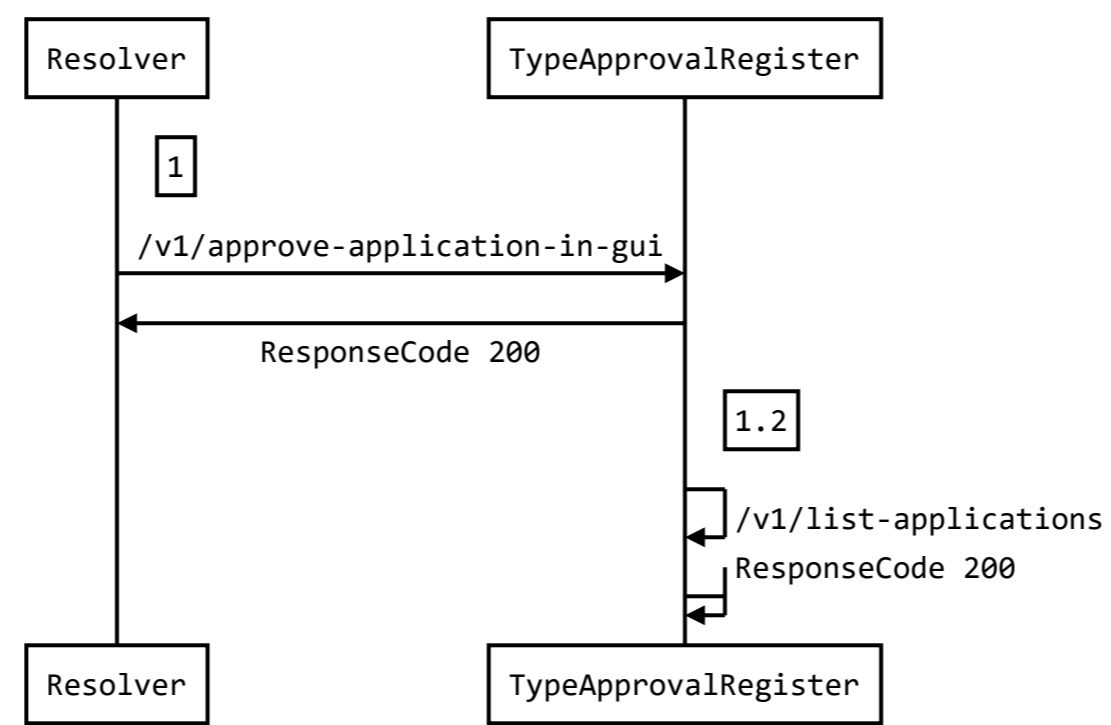 Resolver
TypeApprovalRegister
1
/v1/approve-application-in-gui
ResponseCode 200
1.2
/v1/list-applications
ResponseCode 200
Resolver
TypeApprovalRegister